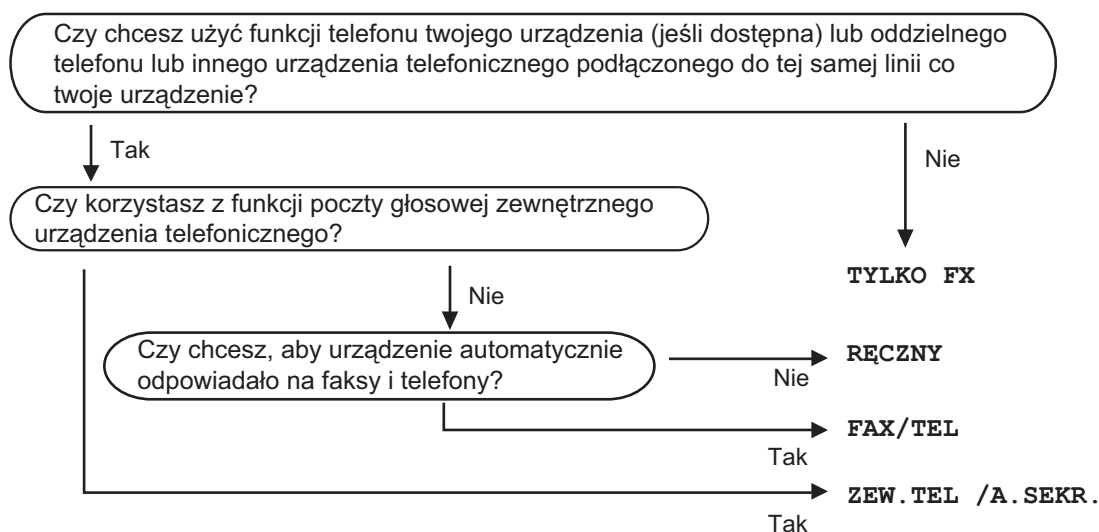 Czy chcesz użyć funkcji telefonu twojego urządzenia (jeśli dostępna) lub oddzielnego
telefonu lub innego urządzenia telefonicznego podłączonego do tej samej linii co
twoje urządzenie?
Tak
Nie
Czy korzystasz z funkcji poczty głosowej zewnętrznego
urządzenia telefonicznego?
TYLKO FX
Nie
Czy chcesz, aby urządzenie automatycznie
odpowiadało na faksy i telefony?
Nie
RĘCZNY
Tak
FAX/TEL
Tak
ZEW.TEL /A.SEKR.